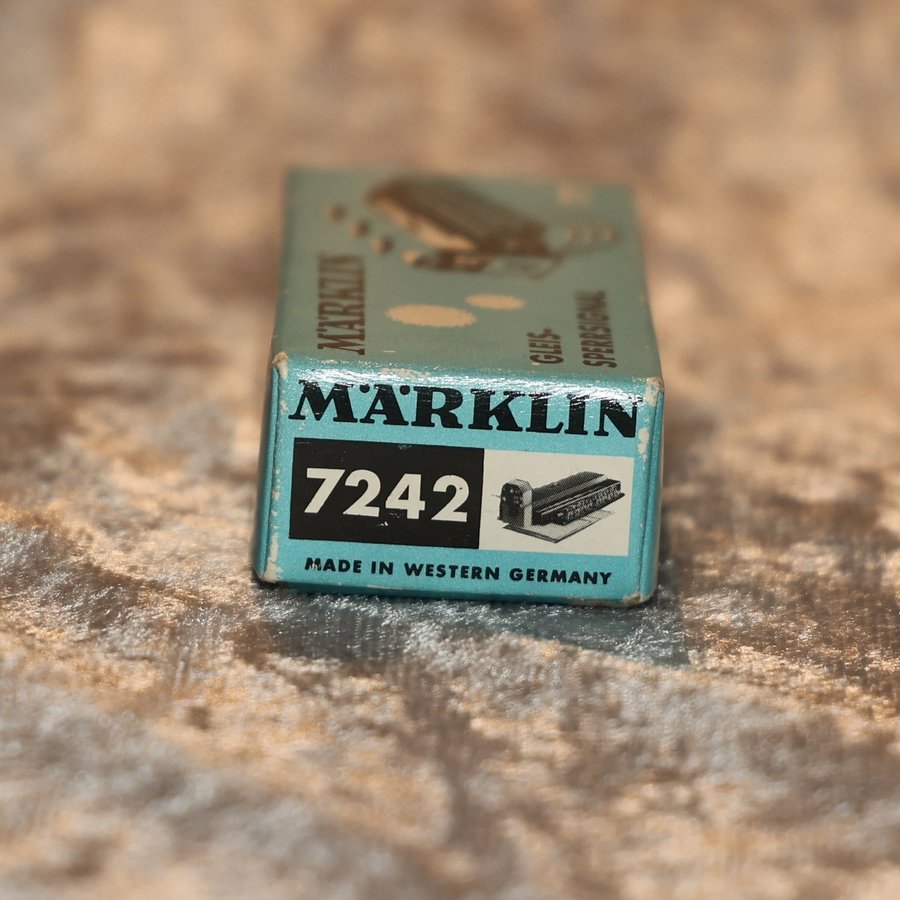 MÄRKLIN
GLEIS-
SPERRSIGNAL
MÄRKLIN
7242
MADE IN WESTERN GERMANY